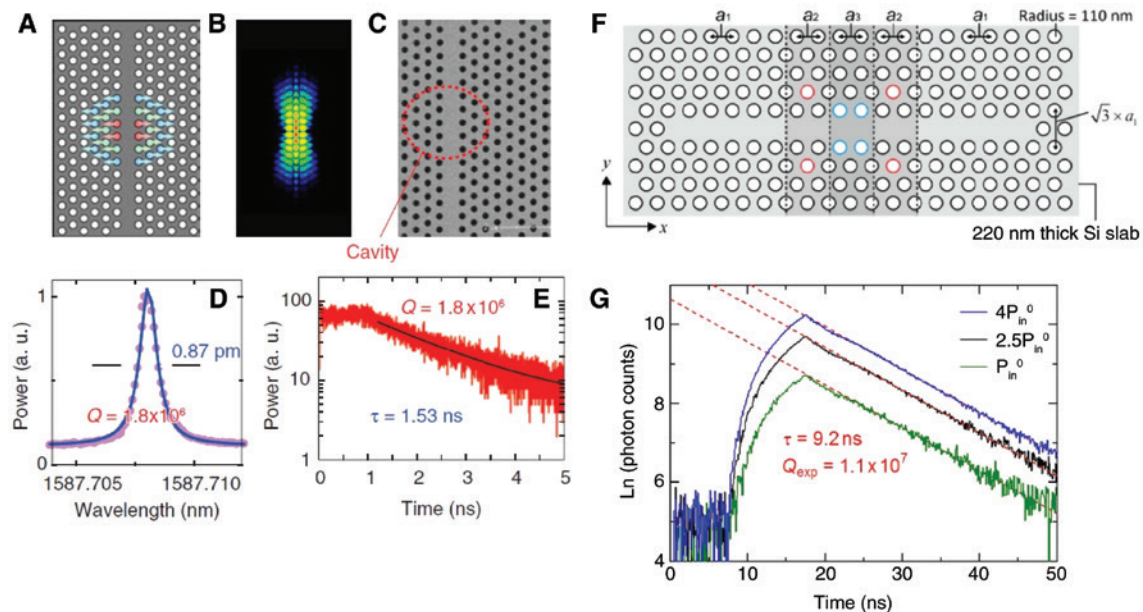 A
B
C
Cavity
D
1
0
Power (a. u.)
0.87 pm
Q = 1.8x10⁶
1587.705
1587.710
Wavelength (nm)
E
100
10
1
Power (a. u.)
Q = 1.8x10⁶
τ = 1.53 ns
0 1 2 3 4 5
Time (ns)
F
a₁ a₂ a₃ a₂ a₁
Radius = 110 nm
√3 × a₁
y
x
220 nm thick Si slab
G
10
8
6
4
Ln (photon counts)
4Pᵢₙ⁰
2.5Pᵢₙ⁰
Pᵢₙ⁰
τ = 9.2 ns
Qₑₓₚ = 1.1x10⁷
0 10 20 30 40 50
Time (ns)